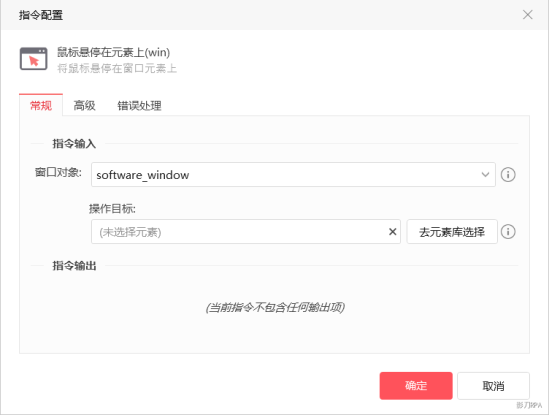 指令配置
鼠标悬停在元素上(win)
将鼠标悬停在窗口元素上
常规 高级 错误处理
指令输入
窗口对象: software_window
操作目标:
(未选择元素) 去元素库选择
指令输出
(当前指令不包含任何输出项)
确定 取消
影刀RPA